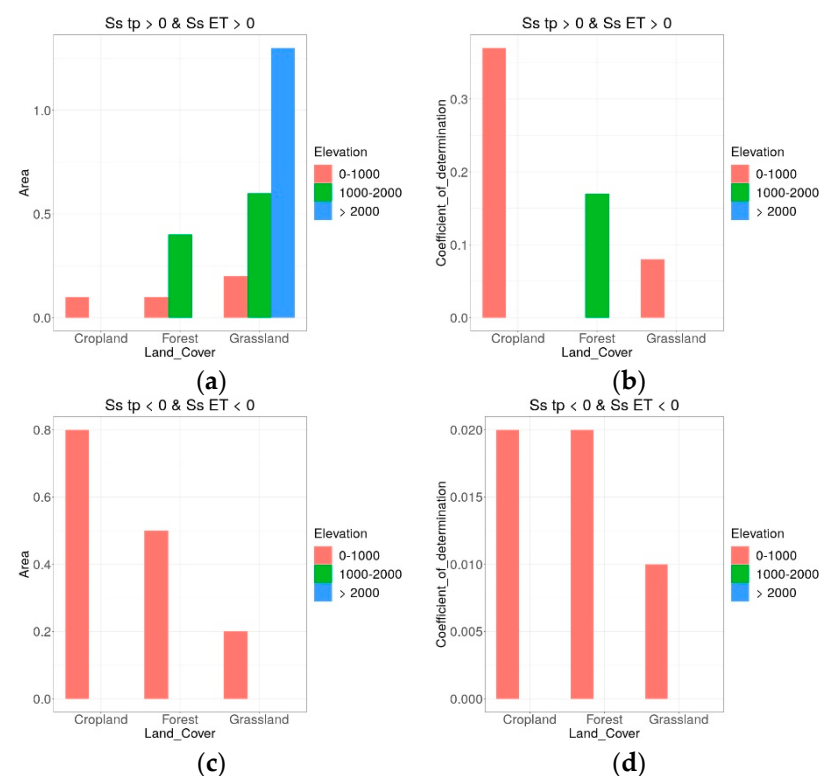 Ss tp > 0 & Ss ET > 0
Area
1.0
0.5
0.0
Cropland Forest Grassland
Land_Cover
Elevation
0-1000
1000-2000
> 2000
(a)
Ss tp > 0 & Ss ET > 0
Coefficient_of_determination
0.3
0.2
0.1
0.0
Cropland Forest Grassland
Land_Cover
Elevation
0-1000
1000-2000
> 2000
(b)
Ss tp < 0 & Ss ET < 0
Area
0.8
0.6
0.4
0.2
0.0
Cropland Forest Grassland
Land_Cover
Elevation
0-1000
1000-2000
> 2000
(c)
Ss tp < 0 & Ss ET < 0
Coefficient_of_determination
0.020
0.015
0.010
0.005
0.000
Cropland Forest Grassland
Land_Cover
Elevation
0-1000
1000-2000
> 2000
(d)